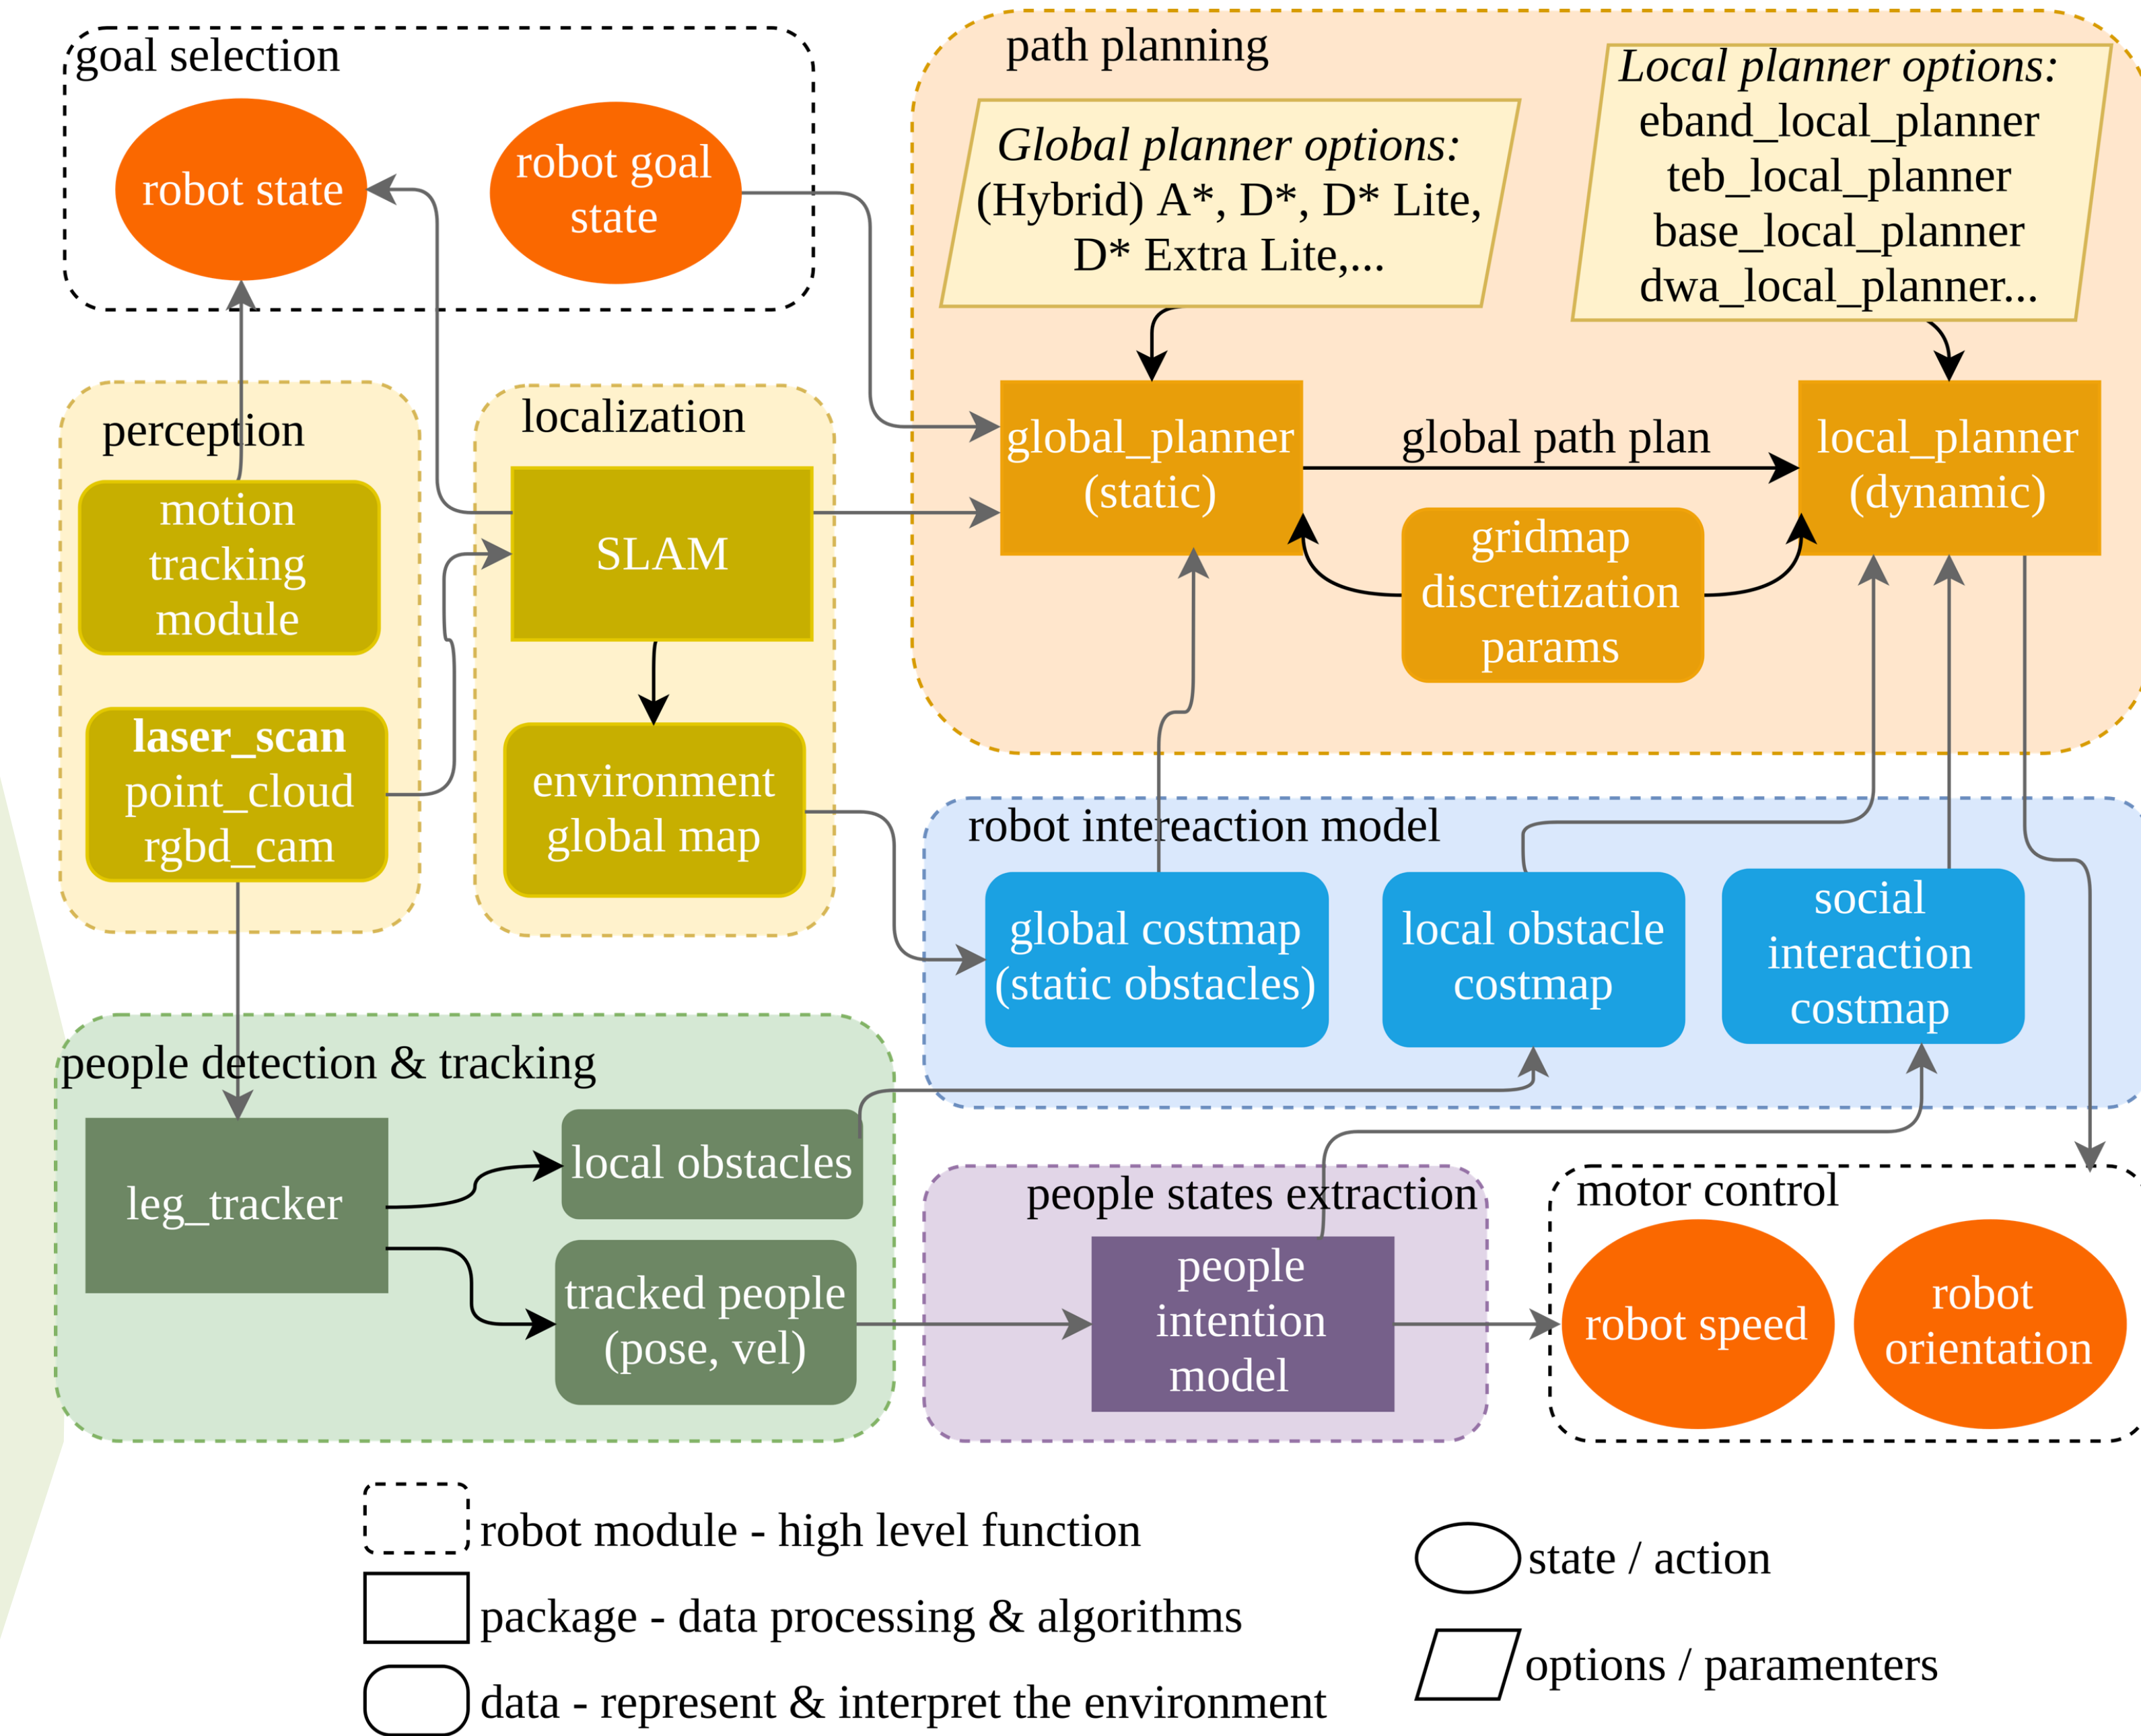 goal selection
robot state
robot goal
state
path planning
Global planner options:
(Hybrid) A*, D*, D* Lite,
D* Extra Lite,...
Local planner options:
eband_local_planner
teb_local_planner
base_local_planner
dwa_local_planner...
perception
motion
tracking
module
laser_scan
point_cloud
rgbd_cam
localization
SLAM
environment
global map
global_planner
(static)
global path plan
local_planner
(dynamic)
gridmap
discretization
params
robot intereaction model
global costmap
(static obstacles)
local obstacle
costmap
social
interaction
costmap
people detection & tracking
leg_tracker
local obstacles
tracked people
(pose, vel)
people states extraction
people
intention
model
motor control
robot speed
robot
orientation
robot module - high level function
package - data processing & algorithms
data - represent & interpret the environment
state / action
options / paramenters